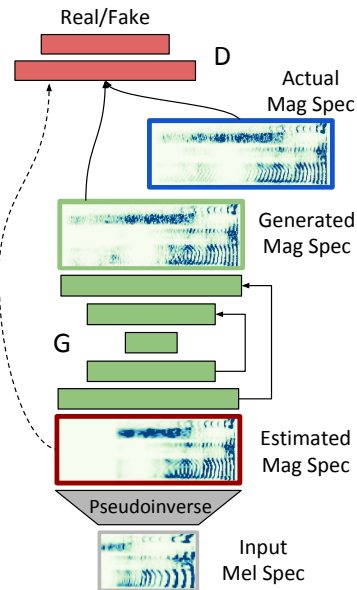 Real/Fake
D
Actual
Mag Spec
Generated
Mag Spec
G
Estimated
Mag Spec
Pseudoinverse
Input
Mel Spec